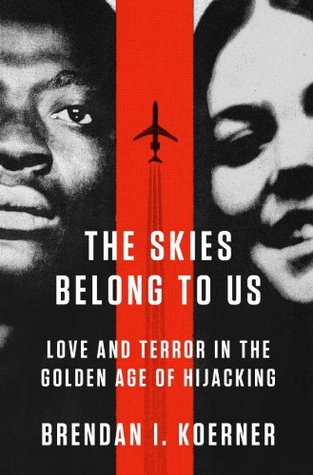 THE SKIES
BELONG TO US
LOVE AND TERROR IN THE
GOLDEN AGE OF HIJACKING
BRENDAN I. KOERNER